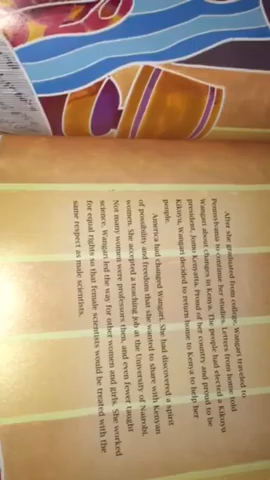 After she graduated from college, Wangari traveled to
Pennsylvania to continue her studies. Letters from home told
Wangari about changes in Kenya. The people had elected a Kikuyu
president, Jomo Kenyatta. Proud of her country and proud to be
Kikuyu, Wangari decided to return home to Kenya to help her
people.
America had changed Wangari. She had discovered a spirit
of possibility and freedom that she wanted to share with Kenyan
women. She accepted a teaching job at the University of Nairobi.
Not many women were professors then, and even fewer taught
science. Wangari led the way for other women and girls. She worked
for equal rights so that female scientists would be treated with the
same respect as male scientists.